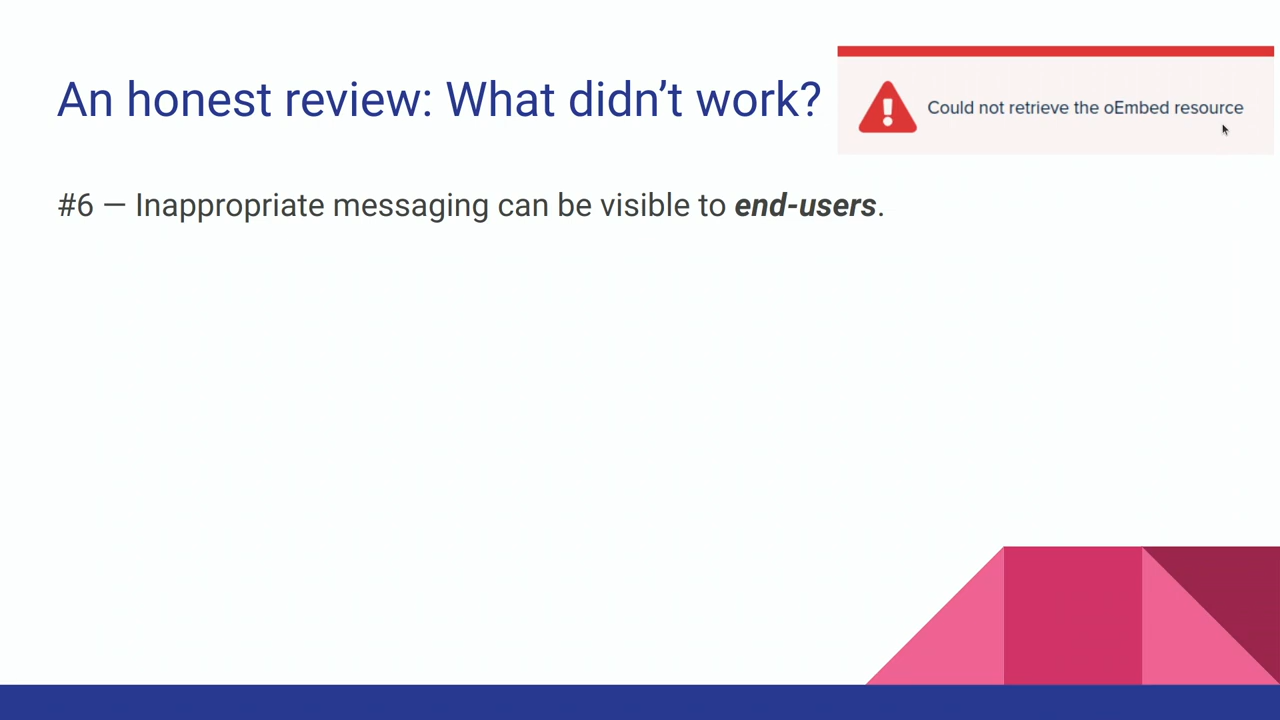 An honest review: What didn't work?
Could not retrieve the oEmbed resource
#6 — Inappropriate messaging can be visible to end-users.